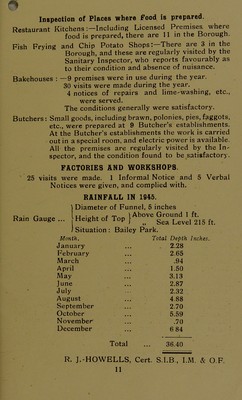 Inspection of Places where Food is prepared.
Restaurant Kitchens:—Including Licensed Premises where
food is prepared, there are 11 in the Borough.
Fish Frying and Chip Potato Shops:—There are 3 in the
Borough, and these are regularly visited by the
Sanitary Inspector, who reports favourably as
to their condition and absence of nuisance.
Bakehouses:—9 premises were in use during the year.
30 visits were made during the year.
4 notices of repairs and lime-washing, etc.,
were served.
The conditions generally were satisfactory.
Butchers: Small goods, including brawn, polonies, pies, faggots,
etc., were prepared at 9 Butcher's establishments.
At the Butcher's establishments the work is carried
out in a special room, and electric power is available.
All the premises are regularly visited by the In-
spector, and the condition found to be satisfactory.
FACTORIES AND WORKSHOPS.
25 visits were made. 1 Informal Notice and 5 Verbal
Notices were given, and complied with.
RAINFALL IN 1945.
Diameter of Funnel, 5 inches
Rain Gauge ... Height of Top Above Ground 1 ft.
„ Sea Level 215 ft.
Situation: Bailey Park.
Month. Total Depth Inches.
January ... 2.28
February ... 2.65
March ... .94
April ... 1.50
May ... 3.13
June ... 2.87
July ... 2.32
August ... 4.88
September ... 2.70
October ... 5.59
November ... .70
December ... 6.84
Total ... 36.40
R. J.-HOWELLS, Cert. S.I.B., I.M. & O.F.
11